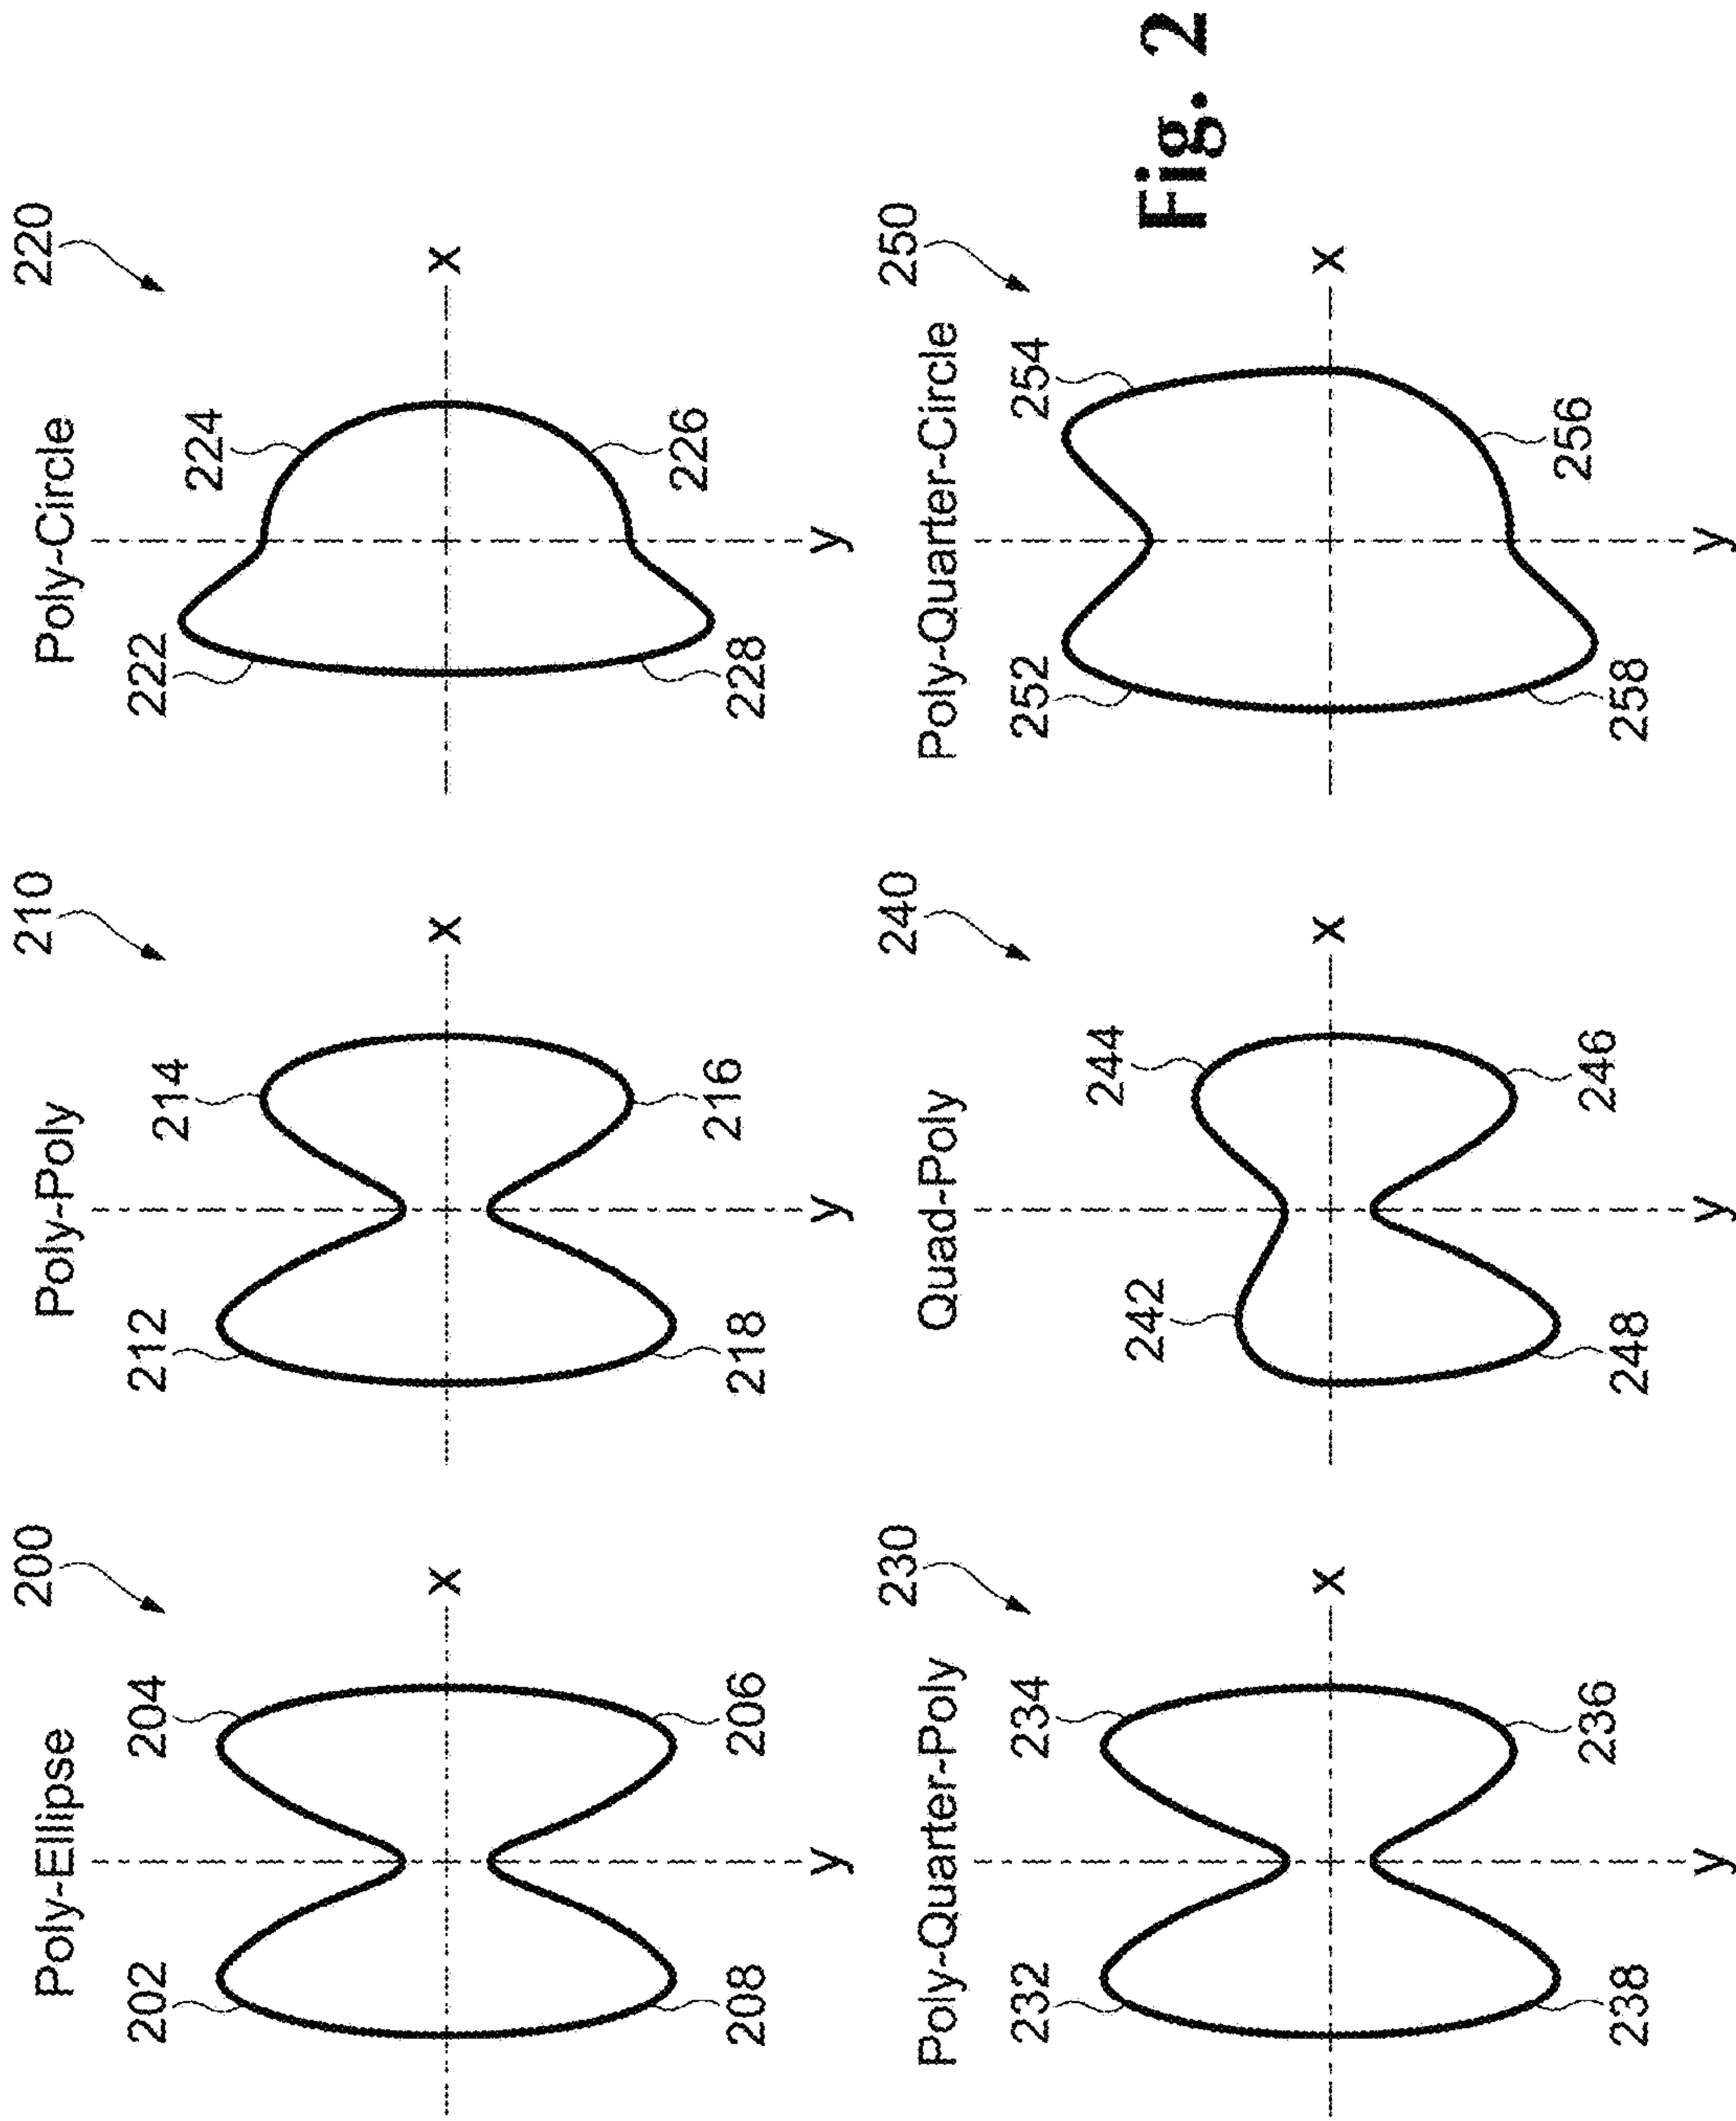 Poly-Ellipse
200
202
204
206
208
x
y
Poly-Poly
210
212
214
216
218
x
y
Poly-Circle
220
222
224
226
228
x
y
Poly-Quarter-Poly
230
232
234
236
238
x
y
Quad-Poly
240
242
244
246
248
x
y
Poly-Quarter-Circle
250
252
254
256
258
x
y
Fig. 2